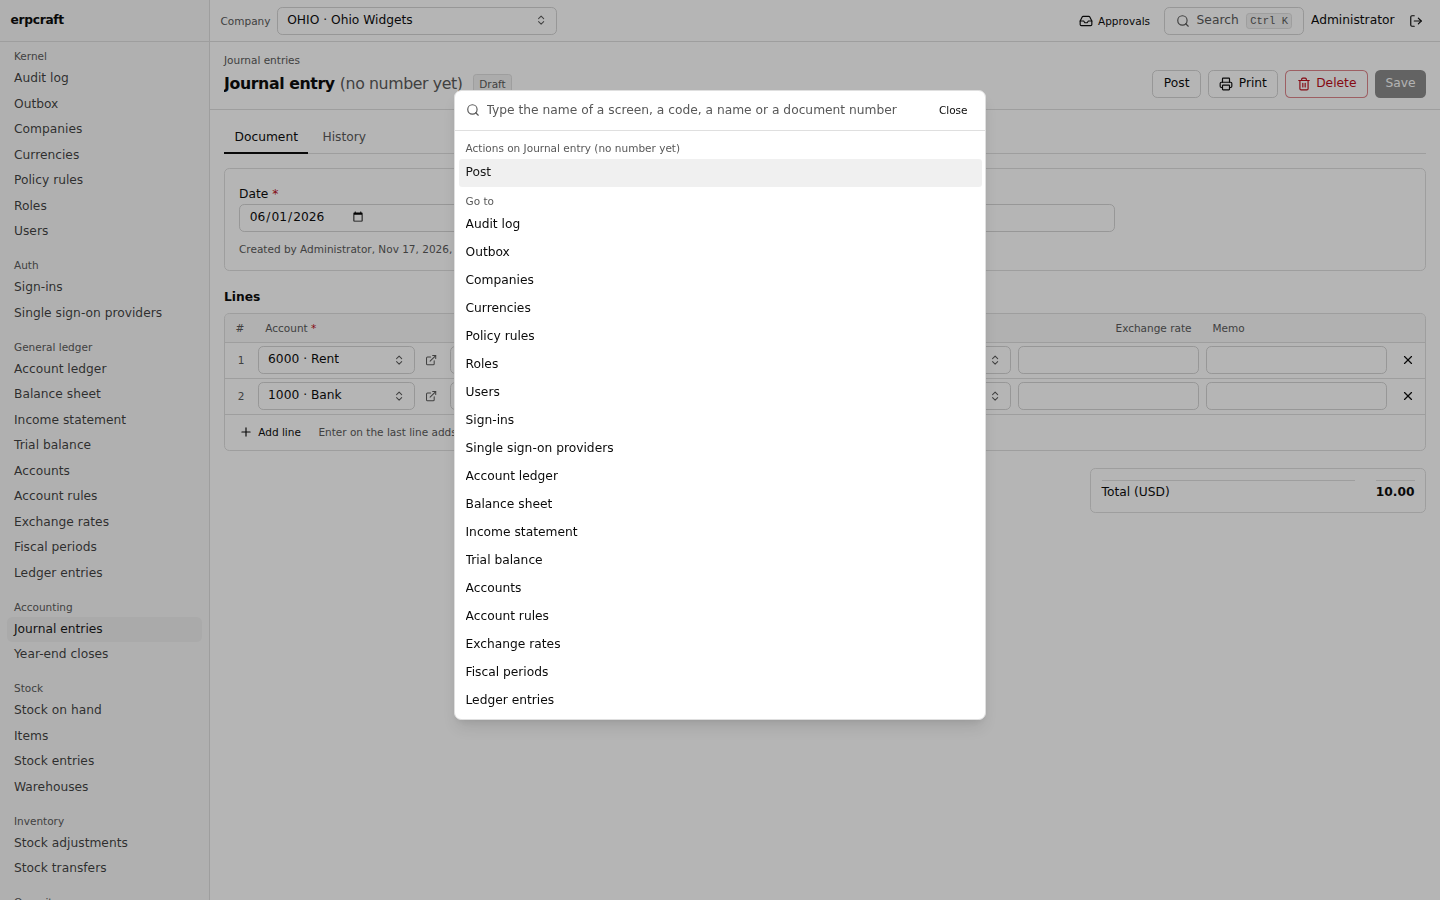 erpcraft
Company
OHIO · Ohio Widgets
Approvals
Search
Ctrl K
Administrator
Kernel
Audit log
Outbox
Companies
Currencies
Policy rules
Roles
Users
Auth
Sign-ins
Single sign-on providers
General ledger
Account ledger
Balance sheet
Income statement
Trial balance
Accounts
Account rules
Exchange rates
Fiscal periods
Ledger entries
Accounting
Journal entries
Year-end closes
Stock
Stock on hand
Items
Stock entries
Warehouses
Inventory
Stock adjustments
Stock transfers
Journal entries
Journal entry (no number yet)
Draft
Post
Print
Delete
Save
Document
History
Date *
06/01/2026
Created by Administrator, Nov 17, 2026,
Lines
# Account * Exchange rate Memo
1 6000 · Rent
2 1000 · Bank
Add line
Enter on the last line adds
Total (USD) 10.00
Type the name of a screen, a code, a name or a document number
Close
Actions on Journal entry (no number yet)
Post
Go to
Audit log
Outbox
Companies
Currencies
Policy rules
Roles
Users
Sign-ins
Single sign-on providers
Account ledger
Balance sheet
Income statement
Trial balance
Accounts
Account rules
Exchange rates
Fiscal periods
Ledger entries